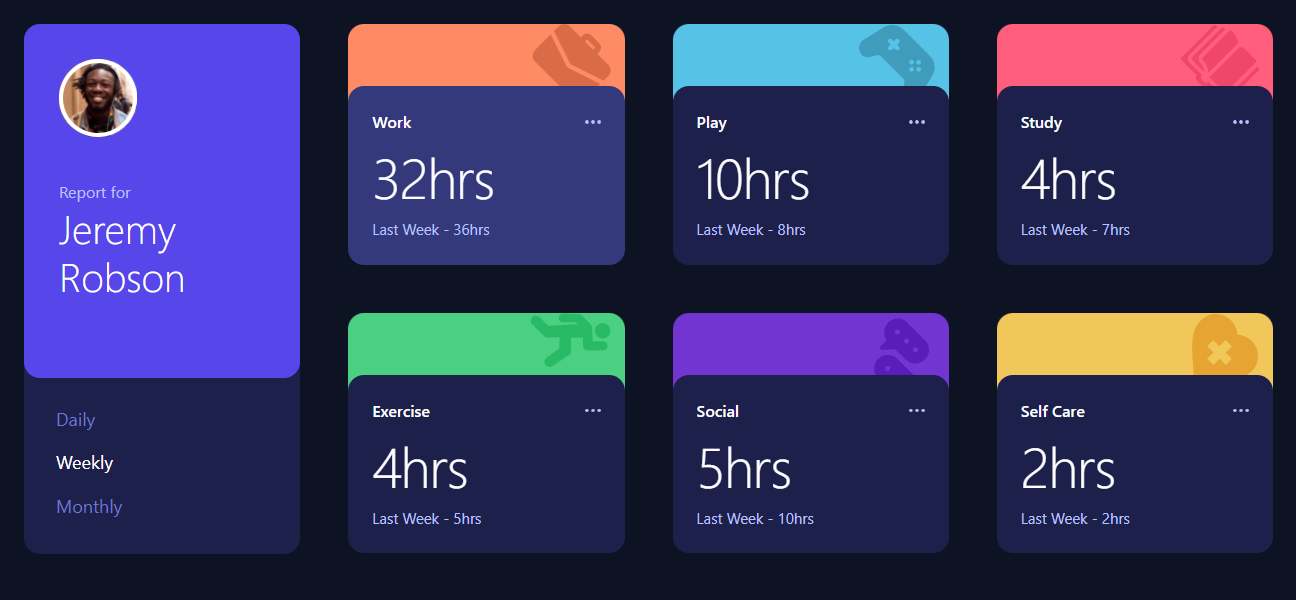 Report for
Jeremy
Robson
Daily
Weekly
Monthly
Work
32hrs
Last Week - 36hrs
Play
10hrs
Last Week - 8hrs
Study
4hrs
Last Week - 7hrs
Exercise
4hrs
Last Week - 5hrs
Social
5hrs
Last Week - 10hrs
Self Care
2hrs
Last Week - 2hrs